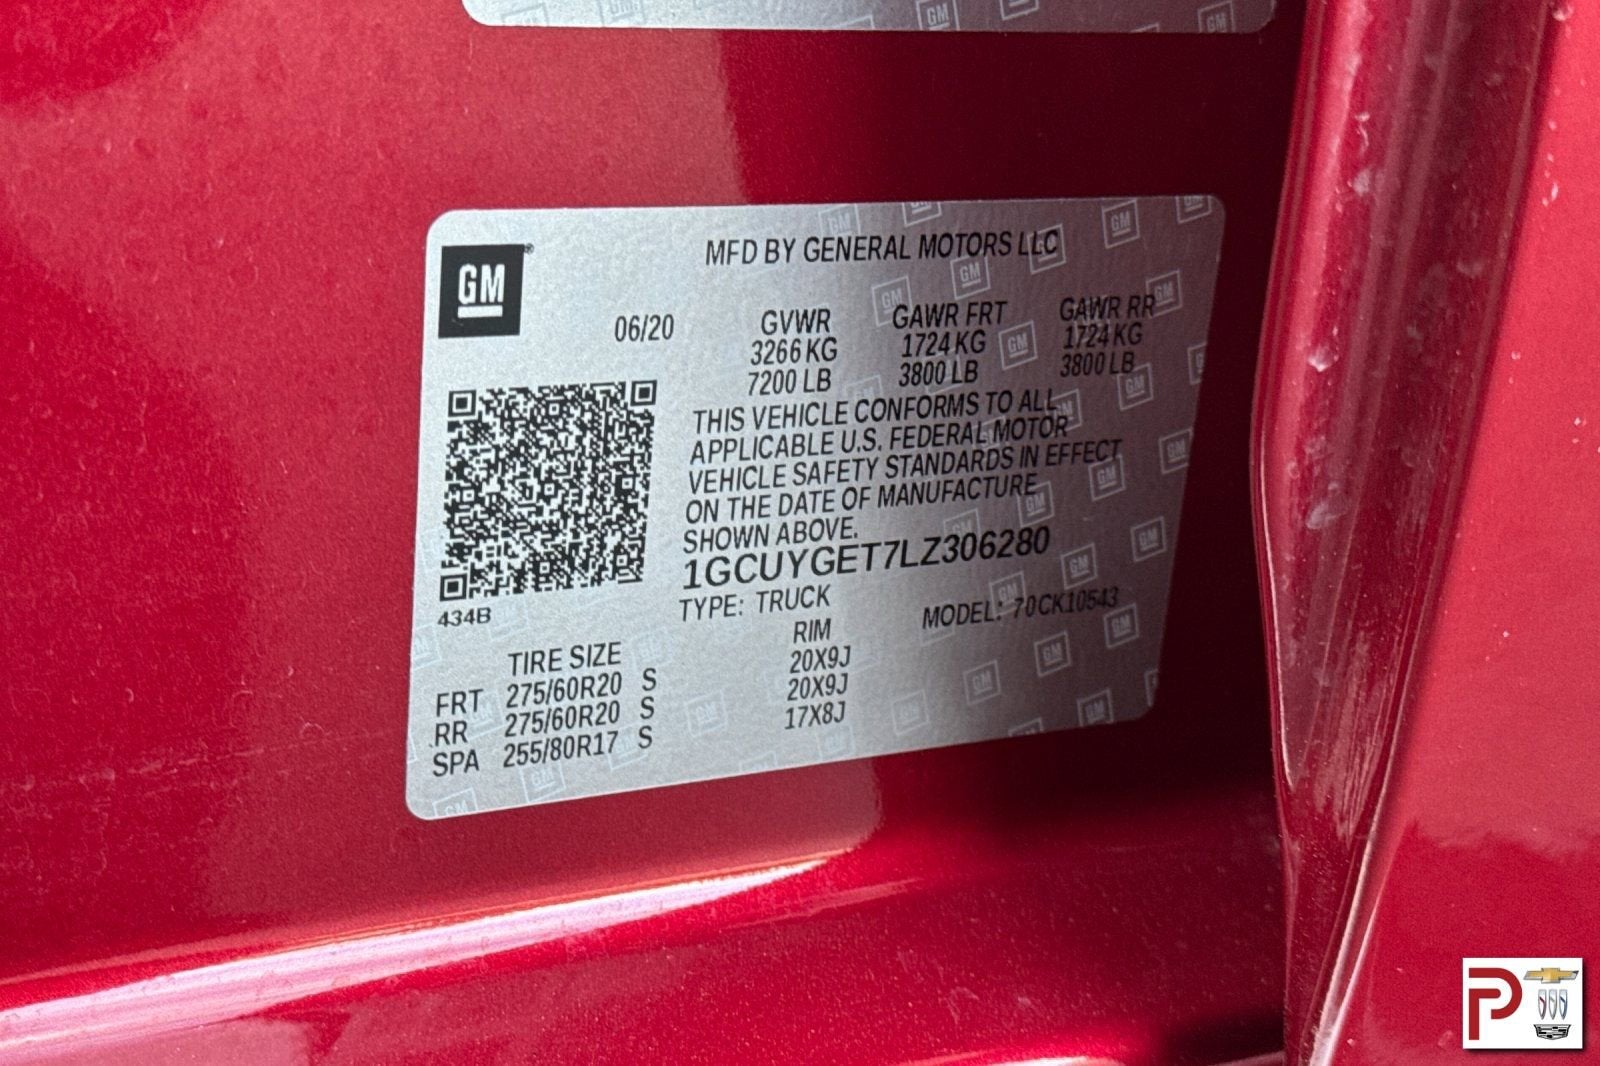 GM
MFD BY GENERAL MOTORS LLC
06/20
GVWR GAWR FRT GAWR RR
3266 KG 1724 KG 1724 KG
7200 LB 3800 LB 3800 LB
THIS VEHICLE CONFORMS TO ALL
APPLICABLE U.S. FEDERAL MOTOR
VEHICLE SAFETY STANDARDS IN EFFECT
ON THE DATE OF MANUFACTURE
SHOWN ABOVE.
1GCUYGET7LZ306280
434B
TYPE: TRUCK MODEL: 70CK10543
TIRE SIZE RIM
FRT 275/60R20 S 20X9J
RR 275/60R20 S 20X9J
SPA 255/80R17 S 17X8J
P